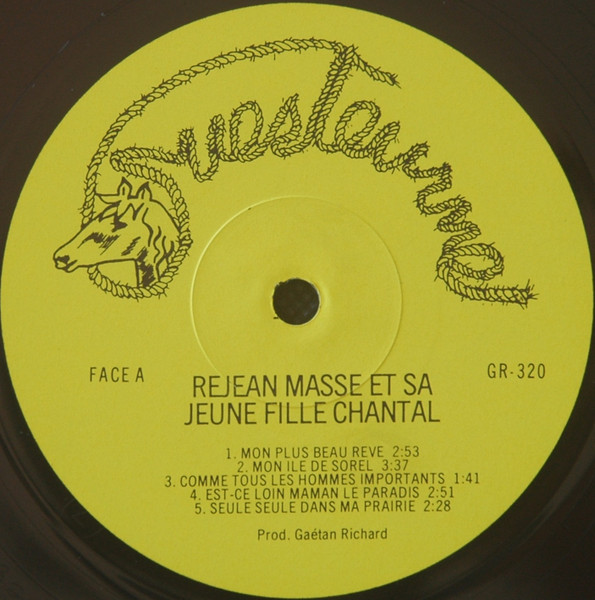 Ouesteurne
FACE A
GR-320
REJEAN MASSE ET SA
JEUNE FILLE CHANTAL
1. MON PLUS BEAU REVE 2:53
2. MON ILE DE SOREL 3:37
3. COMME TOUS LES HOMMES IMPORTANTS 1:41
4. EST-CE LOIN MAMAN LE PARADIS 2:51
5. SEULE SEULE DANS MA PRAIRIE 2:28
Prod. Gaétan Richard